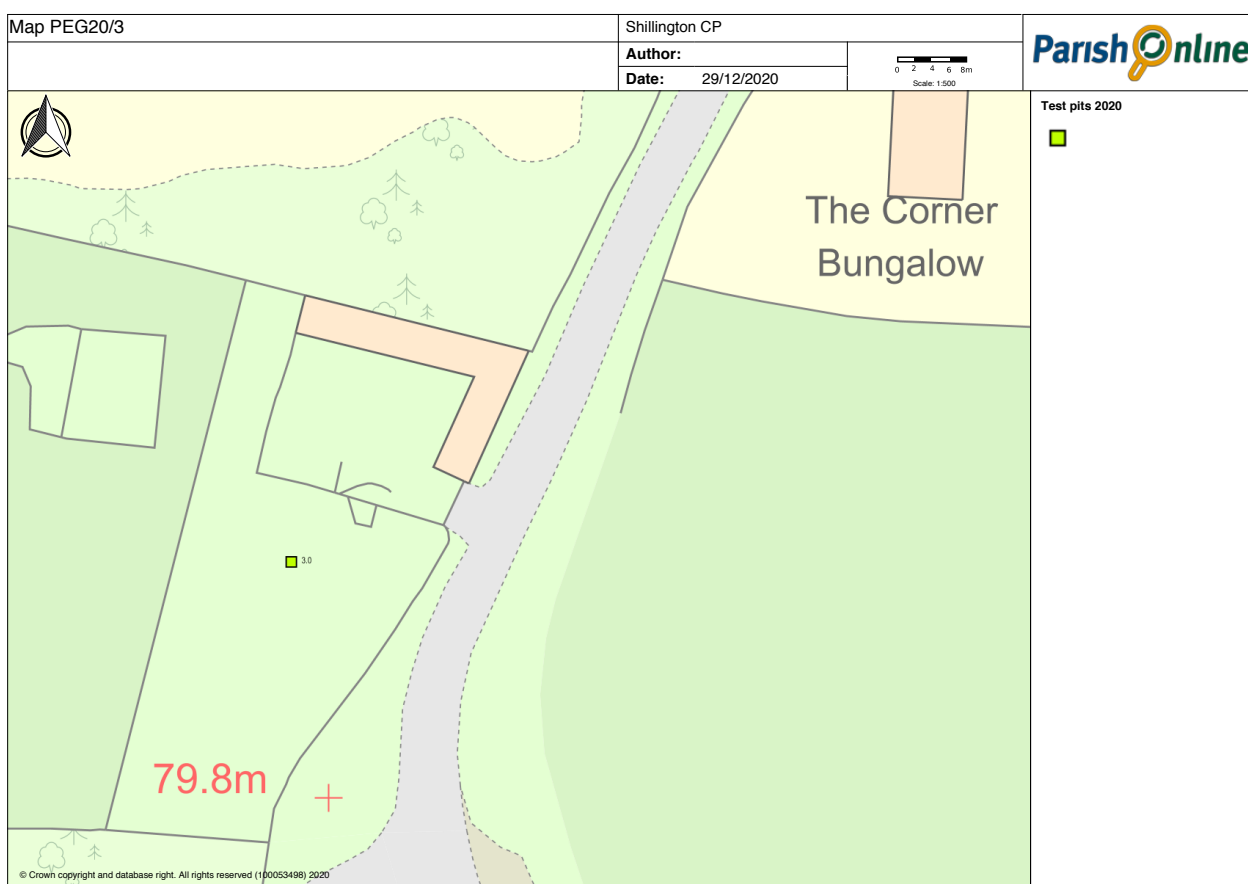 Map PEG20/3
Shillington CP
Author:
Date: 29/12/2020
0 2 4 6 8m
Scale: 1:500
Parish Online
Test pits 2020
The Corner
Bungalow
3.0
79.8m
© Crown copyright and database right. All rights reserved (100053498) 2020